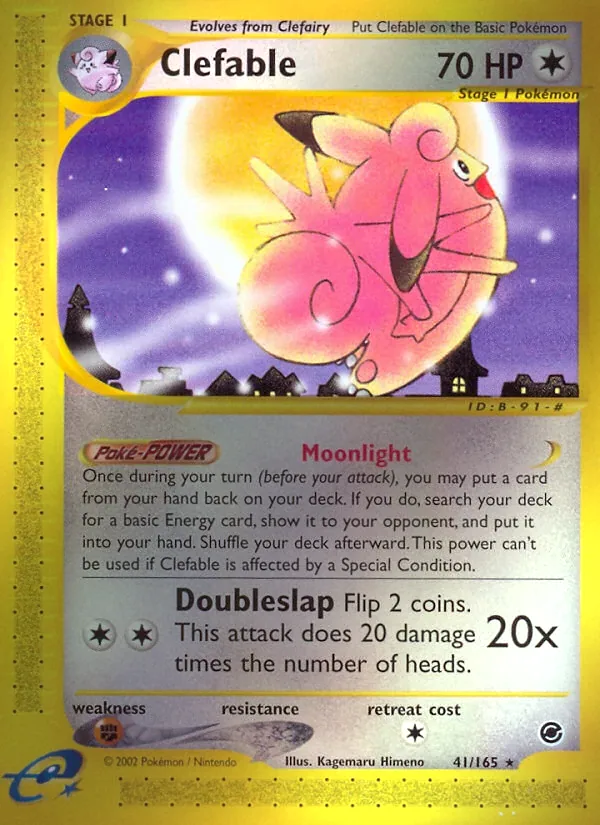 STAGE 1
Evolves from Clefairy Put Clefable on the Basic Pokémon
Clefable 70 HP
Stage 1 Pokémon
ID:B-91-#
Poké-POWER Moonlight
Once during your turn (before your attack), you may put a card
from your hand back on your deck. If you do, search your deck
for a basic Energy card, show it to your opponent, and put it
into your hand. Shuffle your deck afterward. This power can't
be used if Clefable is affected by a Special Condition.
Doubleslap Flip 2 coins.
This attack does 20 damage 20x
times the number of heads.
weakness resistance retreat cost
© 2002 Pokémon / Nintendo Illus. Kagemaru Himeno 41/165 ★
e